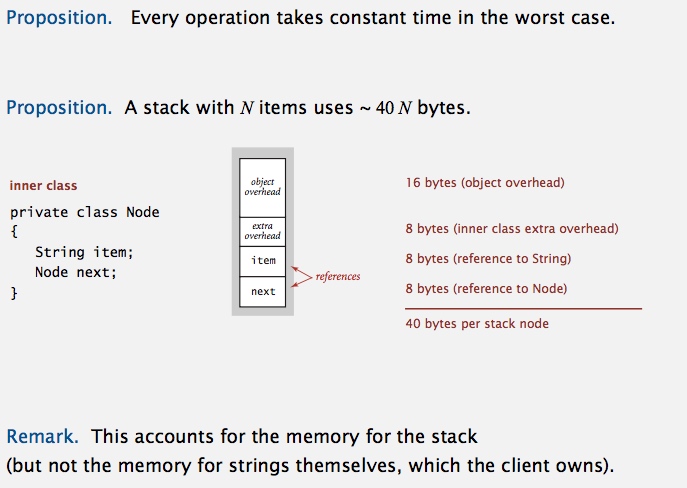 Proposition. Every operation takes constant time in the worst case.
Proposition. A stack with N items uses ~ 40 N bytes.
inner class
private class Node
{
String item;
Node next;
}
object
overhead
extra
overhead
item
next
references
16 bytes (object overhead)
8 bytes (inner class extra overhead)
8 bytes (reference to String)
8 bytes (reference to Node)
40 bytes per stack node
Remark. This accounts for the memory for the stack
(but not the memory for strings themselves, which the client owns).